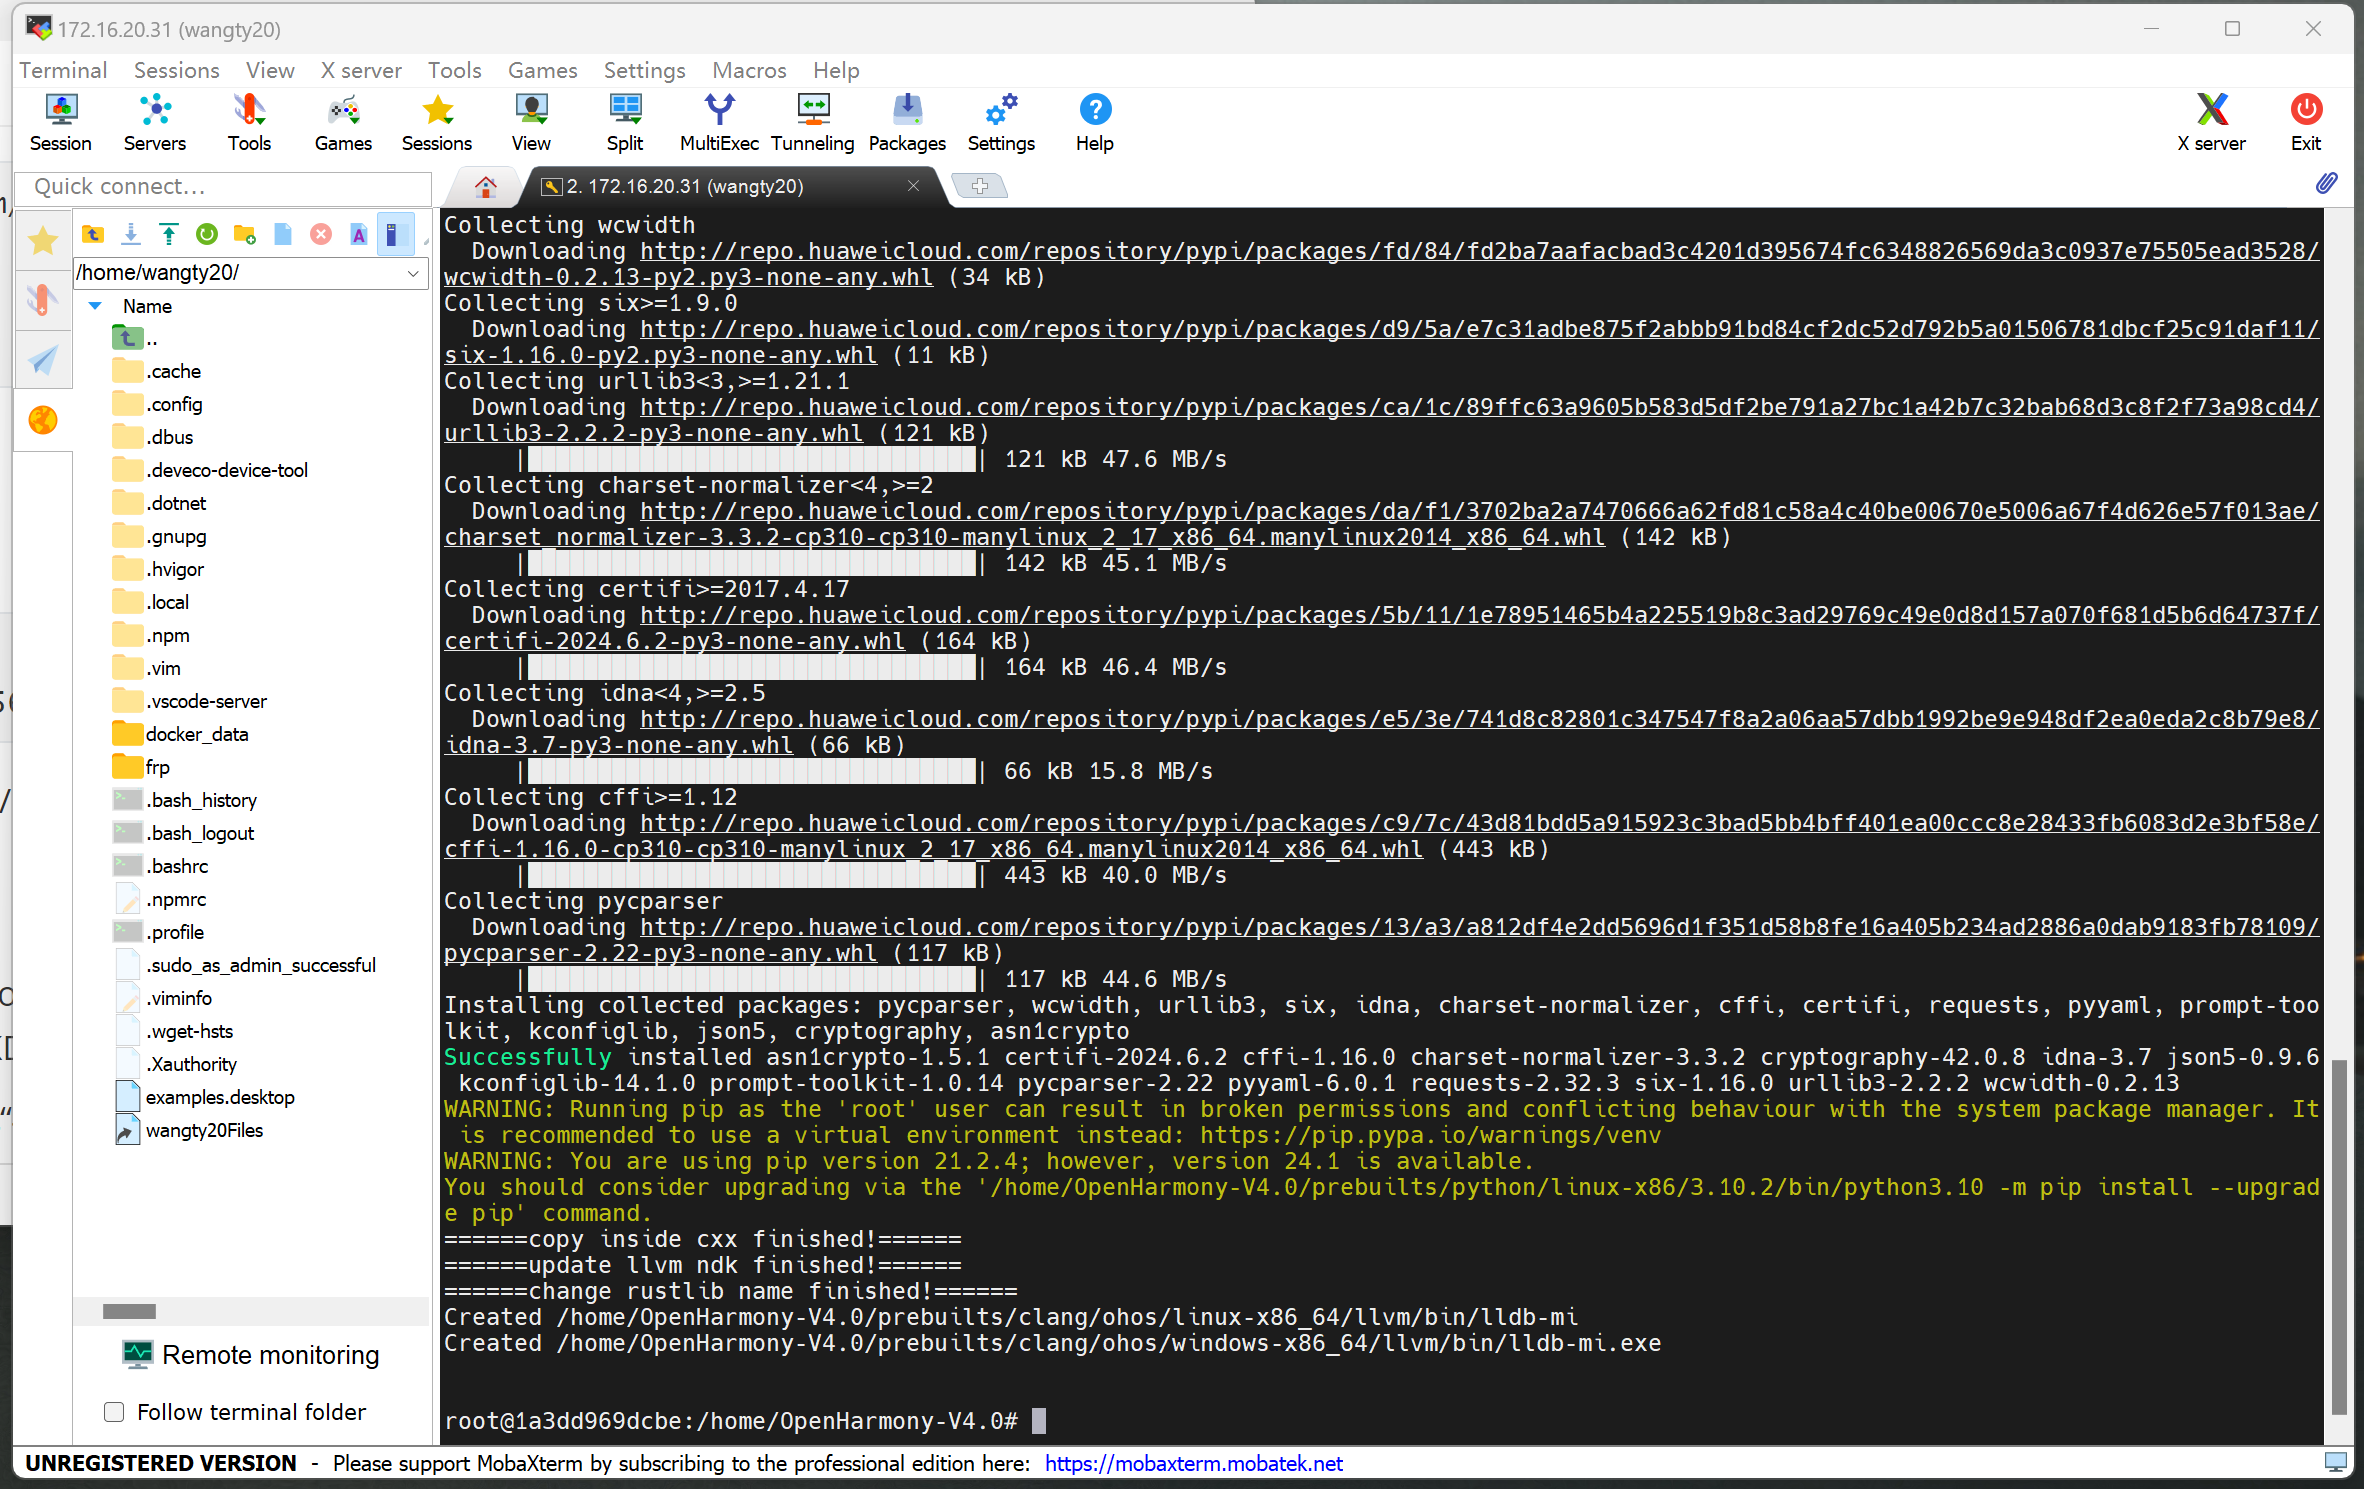 172.16.20.31 (wangty20)
Terminal Sessions View X server Tools Games Settings Macros Help
Session Servers Tools Games Sessions View Split MultiExec Tunneling Packages Settings Help X server Exit
Quick connect...
2. 172.16.20.31 (wangty20)
/home/wangty20/
Name
..
.cache
.config
.dbus
.deveco-device-tool
.dotnet
.gnupg
.hvigor
.local
.npm
.vim
.vscode-server
docker_data
frp
.bash_history
.bash_logout
.bashrc
.npmrc
.profile
.sudo_as_admin_successful
.viminfo
.wget-hsts
.Xauthority
examples.desktop
wangty20Files
Remote monitoring
Follow terminal folder
Collecting wcwidth
Downloading http://repo.huaweicloud.com/repository/pypi/packages/fd/84/fd2ba7aafacbad3c4201d395674fc6348826569da3c0937e75505ead3528/
wcwidth-0.2.13-py2.py3-none-any.whl (34 kB)
Collecting six>=1.9.0
Downloading http://repo.huaweicloud.com/repository/pypi/packages/d9/5a/e7c31adbe875f2abbb91bd84cf2dc52d792b5a01506781dbcf25c91daf11/
six-1.16.0-py2.py3-none-any.whl (11 kB)
Collecting urllib3<3,>=1.21.1
Downloading http://repo.huaweicloud.com/repository/pypi/packages/ca/1c/89ffc63a9605b583d5df2be791a27bc1a42b7c32bab68d3c8f2f73a98cd4/
urllib3-2.2.2-py3-none-any.whl (121 kB)
| | 121 kB 47.6 MB/s
Collecting charset-normalizer<4,>=2
Downloading http://repo.huaweicloud.com/repository/pypi/packages/da/f1/3702ba2a7470666a62fd81c58a4c40be00670e5006a67f4d626e57f013ae/
charset_normalizer-3.3.2-cp310-cp310-manylinux_2_17_x86_64.manylinux2014_x86_64.whl (142 kB)
| | 142 kB 45.1 MB/s
Collecting certifi>=2017.4.17
Downloading http://repo.huaweicloud.com/repository/pypi/packages/5b/11/1e78951465b4a225519b8c3ad29769c49e0d8d157a070f681d5b6d64737f/
certifi-2024.6.2-py3-none-any.whl (164 kB)
| | 164 kB 46.4 MB/s
Collecting idna<4,>=2.5
Downloading http://repo.huaweicloud.com/repository/pypi/packages/e5/3e/741d8c82801c347547f8a2a06aa57dbb1992be9e948df2ea0eda2c8b79e8/
idna-3.7-py3-none-any.whl (66 kB)
| | 66 kB 15.8 MB/s
Collecting cffi>=1.12
Downloading http://repo.huaweicloud.com/repository/pypi/packages/c9/7c/43d81bdd5a915923c3bad5bb4bff401ea00ccc8e28433fb6083d2e3bf58e/
cffi-1.16.0-cp310-cp310-manylinux_2_17_x86_64.manylinux2014_x86_64.whl (443 kB)
| | 443 kB 40.0 MB/s
Collecting pycparser
Downloading http://repo.huaweicloud.com/repository/pypi/packages/13/a3/a812df4e2dd5696d1f351d58b8fe16a405b234ad2886a0dab9183fb78109/
pycparser-2.22-py3-none-any.whl (117 kB)
| | 117 kB 44.6 MB/s
Installing collected packages: pycparser, wcwidth, urllib3, six, idna, charset-normalizer, cffi, certifi, requests, pyyaml, prompt-too
lkit, kconfiglib, json5, cryptography, asn1crypto
Successfully installed asn1crypto-1.5.1 certifi-2024.6.2 cffi-1.16.0 charset-normalizer-3.3.2 cryptography-42.0.8 idna-3.7 json5-0.9.6
kconfiglib-14.1.0 prompt-toolkit-1.0.14 pycparser-2.22 pyyaml-6.0.1 requests-2.32.3 six-1.16.0 urllib3-2.2.2 wcwidth-0.2.13
WARNING: Running pip as the 'root' user can result in broken permissions and conflicting behaviour with the system package manager. It
is recommended to use a virtual environment instead: https://pip.pypa.io/warnings/venv
WARNING: You are using pip version 21.2.4; however, version 24.1 is available.
You should consider upgrading via the '/home/OpenHarmony-V4.0/prebuilts/python/linux-x86/3.10.2/bin/python3.10 -m pip install --upgrad
e pip' command.
======copy inside cxx finished!======
======update llvm ndk finished!======
======change rustlib name finished!======
Created /home/OpenHarmony-V4.0/prebuilts/clang/ohos/linux-x86_64/llvm/bin/lldb-mi
Created /home/OpenHarmony-V4.0/prebuilts/clang/ohos/windows-x86_64/llvm/bin/lldb-mi.exe
root@1a3dd969dcbe:/home/OpenHarmony-V4.0#
UNREGISTERED VERSION - Please support MobaXterm by subscribing to the professional edition here: https://mobaxterm.mobatek.net